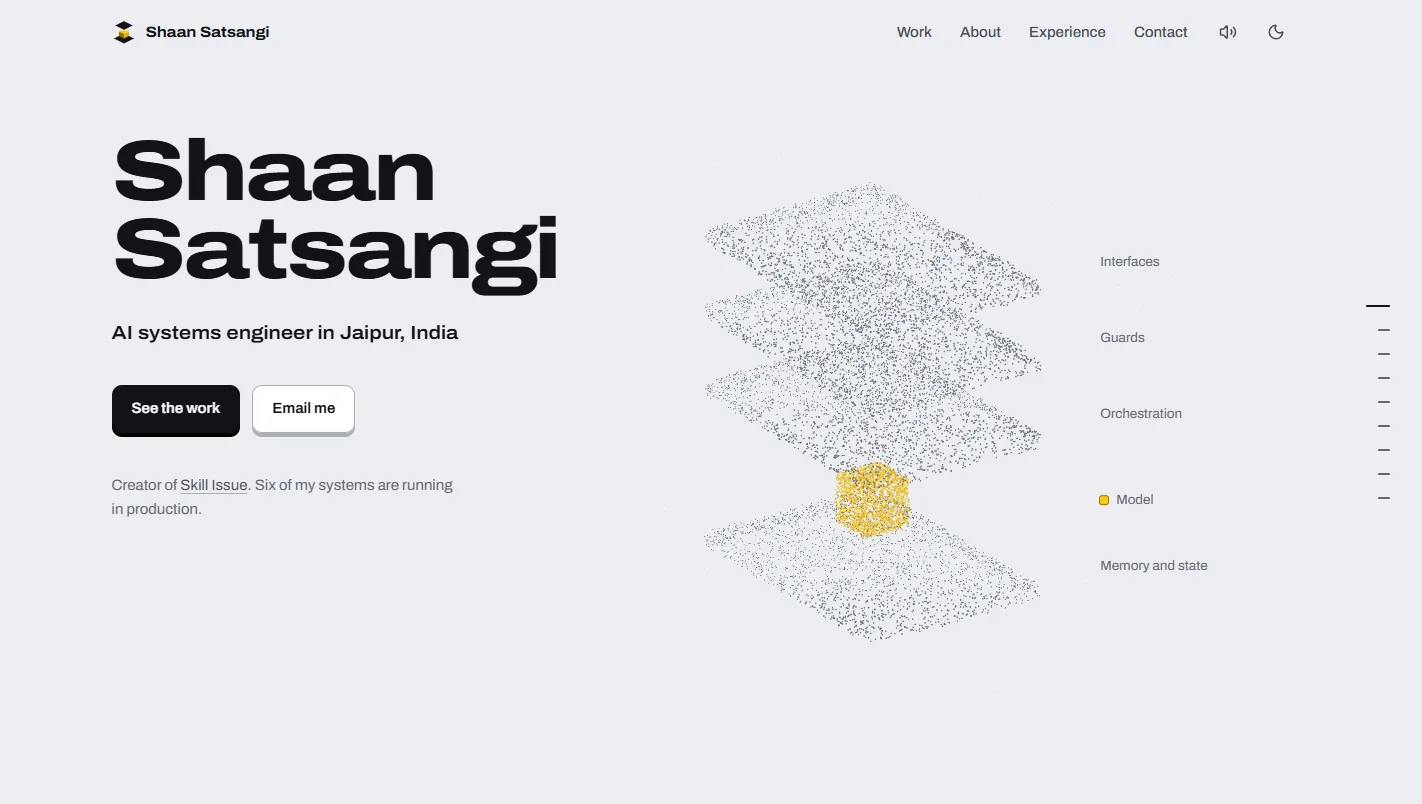 Shaan Satsangi
Work
About
Experience
Contact
Shaan
Satsangi
AI systems engineer in Jaipur, India
See the work
Email me
Creator of Skill Issue. Six of my systems are running
in production.
Interfaces
Guards
Orchestration
Model
Memory and state